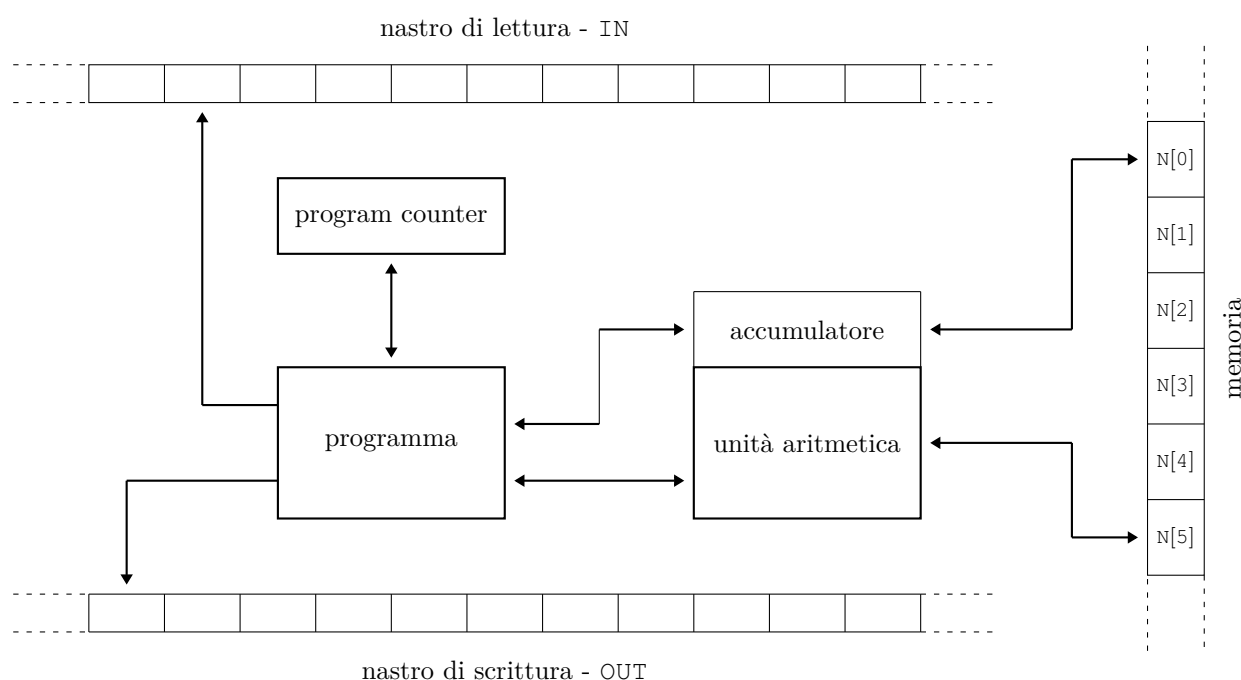 nastro di lettura - IN
program counter
programma
accumulatore
unità aritmetica
N[0]
N[1]
N[2]
N[3]
N[4]
N[5]
memoria
nastro di scrittura - OUT